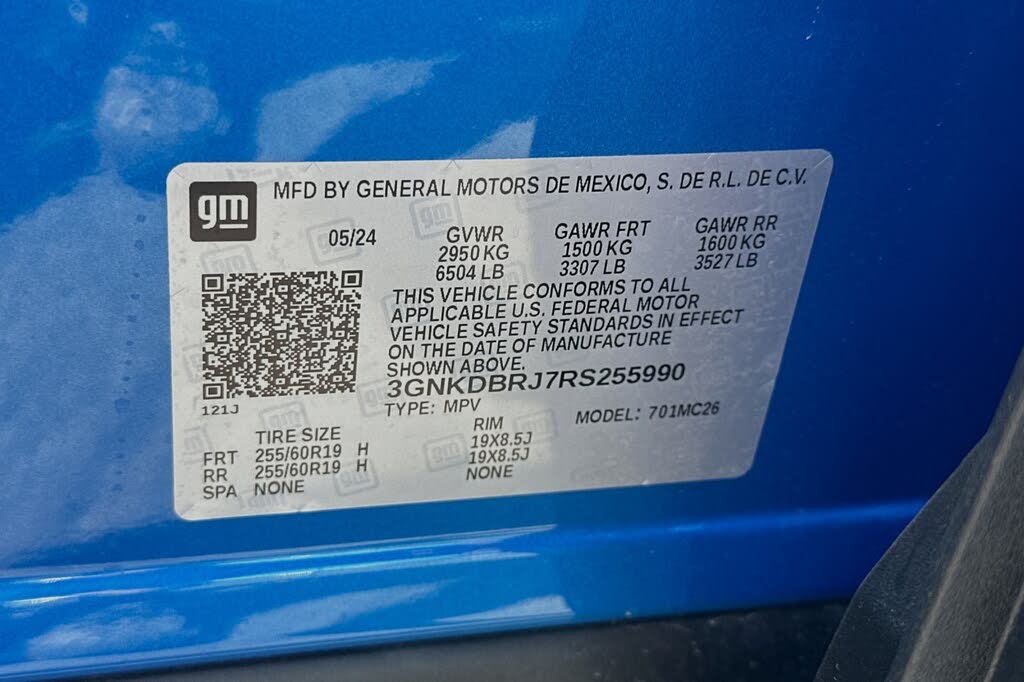 gm MFD BY GENERAL MOTORS DE MEXICO, S. DE R.L. DE C.V.
05/24 GVWR GAWR FRT GAWR RR
2950 KG 1500 KG 1600 KG
6504 LB 3307 LB 3527 LB
THIS VEHICLE CONFORMS TO ALL
APPLICABLE U.S. FEDERAL MOTOR
VEHICLE SAFETY STANDARDS IN EFFECT
ON THE DATE OF MANUFACTURE
SHOWN ABOVE.
3GNKDBRJ7RS255990
121J
TYPE: MPV MODEL: 701MC26
TIRE SIZE RIM
FRT 255/60R19 H 19X8.5J
RR 255/60R19 H 19X8.5J
SPA NONE NONE